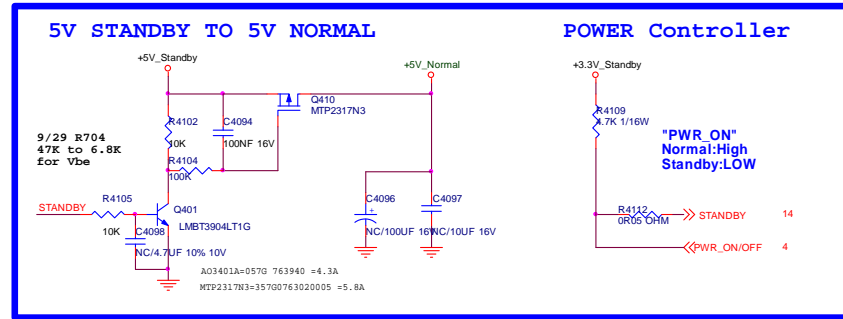 5V STANDBY TO 5V NORMAL
POWER Controller
+5V_Standby
+5V_Normal
+3.3V_Standby
Q410
MTP2317N3
R4102
10K
C4094
100NF 16V
R4109
4.7K 1/16W
9/29 R704
47K to 6.8K
for Vbe
"PWR_ON"
Normal:High
Standby:LOW
R4104
100K
R4105
STANDBY
10K
Q401
LMBT3904LT1G
C4098
NC/4.7UF 10% 10V
C4096
+
NC/100UF 16V
C4097
NC/10UF 16V
R4112
0R05 OHM
STANDBY
14
PWR_ON/OFF
4
AO3401A=057G 763940 =4.3A
MTP2317N3=357G0763020005 =5.8A